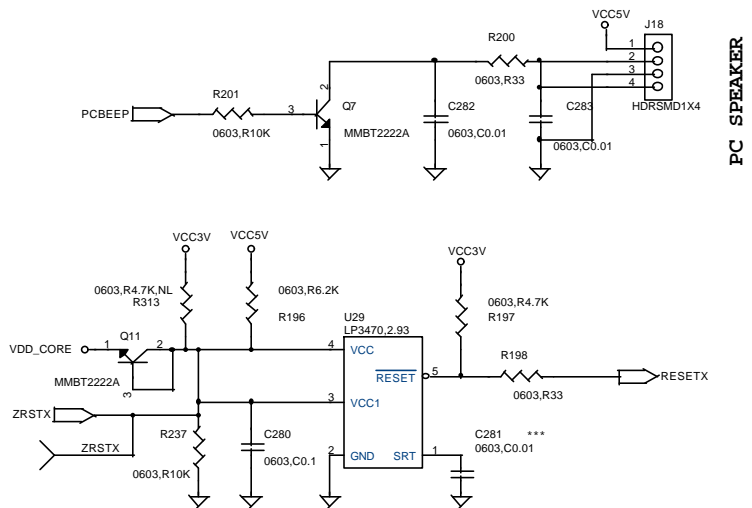 VCC5V
J18
R200
1
2
3
4
0603,R33
HDRSMD1X4
PC SPEAKER
R201
PCBEEP
0603,R10K
3
2
1
Q7
MMBT2222A
C282
0603,C0.01
C283
0603,C0.01
VCC3V
VCC5V
VCC3V
0603,R4.7K,NL
R313
0603,R6.2K
R196
0603,R4.7K
R197
U29
LP3470,2.93
Q11
VDD_CORE
1
2
3
MMBT2222A
4
VCC
RESET
5
R198
0603,R33
RESETX
ZRSTX
3
VCC1
ZRSTX
R237
0603,R10K
C280
0603,C0.1
2
GND
SRT
1
C281
***
0603,C0.01